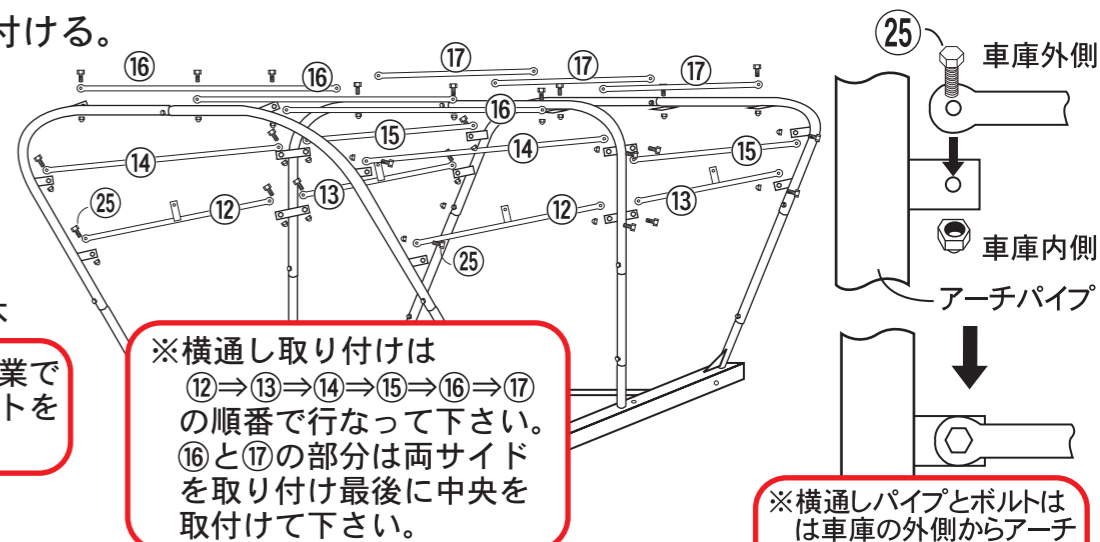 付ける。
⑯
⑯
⑰
⑰
⑰
⑯
⑮
⑭
⑭
⑮
⑬
⑬
⑫
⑫
㉕
㉕
業で
トを
※横通し取り付けは
⑫⇒⑬⇒⑭⇒⑮⇒⑯⇒⑰
の順番で行なって下さい。
⑯と⑰の部分は両サイド
を取り付け最後に中央を
取付けて下さい。
㉕
車庫外側
車庫内側
アーチパイプ
※横通しパイプとボルトは
は車庫の外側からアーチ